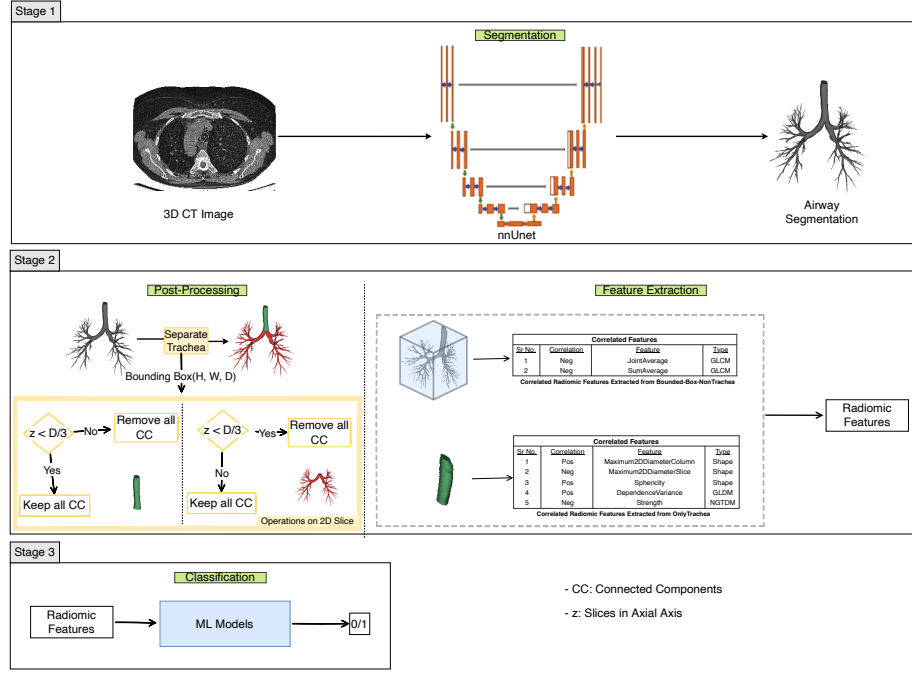 Stage 1
Segmentation
3D CT Image
nnUnet
Airway
Segmentation
Stage 2
Post-Processing
Separate
Trachea
Bounding Box(H, W, D)
z < D/3
No
Remove all
CC
Yes
Keep all CC
z < D/3
Yes
Remove all
CC
No
Keep all CC
Operations on 2D Slice
Feature Extraction
Correlated Features
Sr No. Correlation Feature Type
1 Neg JointAverage GLCM
2 Neg SumAverage GLCM
Correlated Radiomic Features Extracted from Bounded-Box-NonTrachea
Correlated Features
Sr No. Correlation Feature Type
1 Pos Maximum2DDiameterColumn Shape
2 Neg Maximum2DDiameterSlice Shape
3 Pos Sphericity Shape
4 Pos DependenceVariance GLDM
5 Neg Strength NGTDM
Correlated Radiomic Features Extracted from OnlyTrachea
Radiomic
Features
Stage 3
Classification
Radiomic
Features
ML Models
0/1
- CC: Connected Components
- z: Slices in Axial Axis